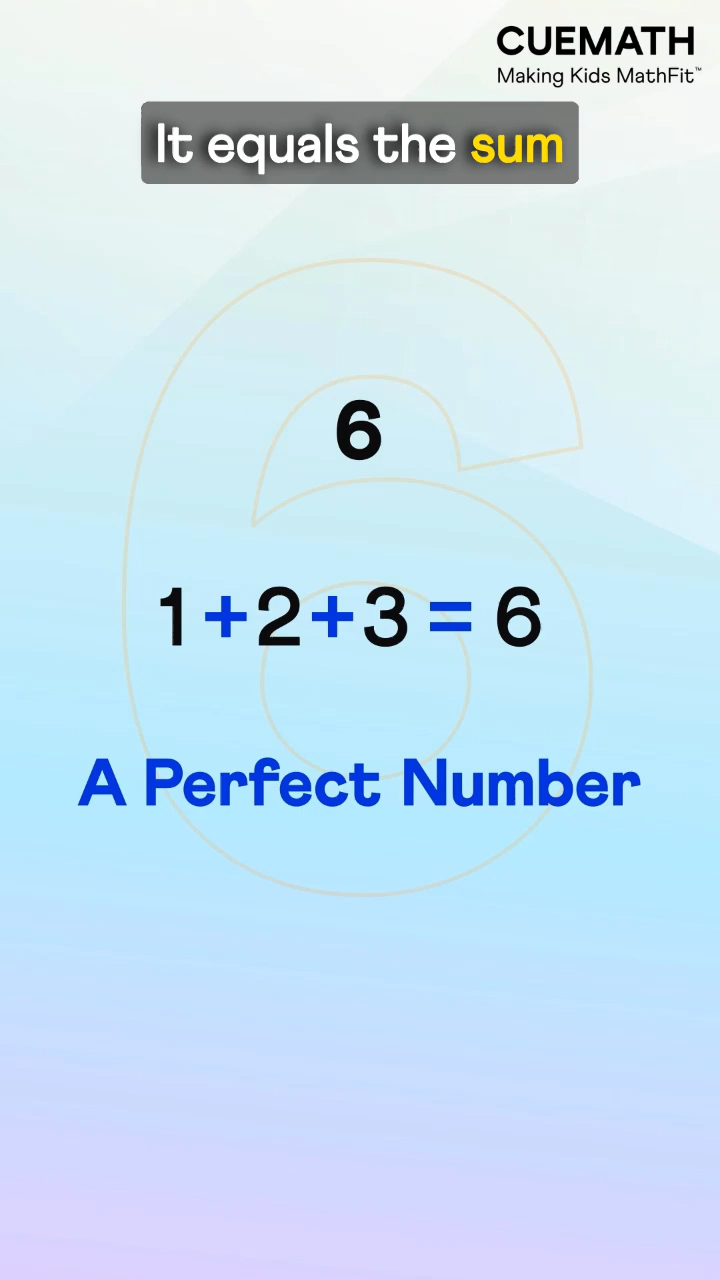 CUEMATH
Making Kids MathFit™
It equals the sum
6
1+2+3=6
A Perfect Number